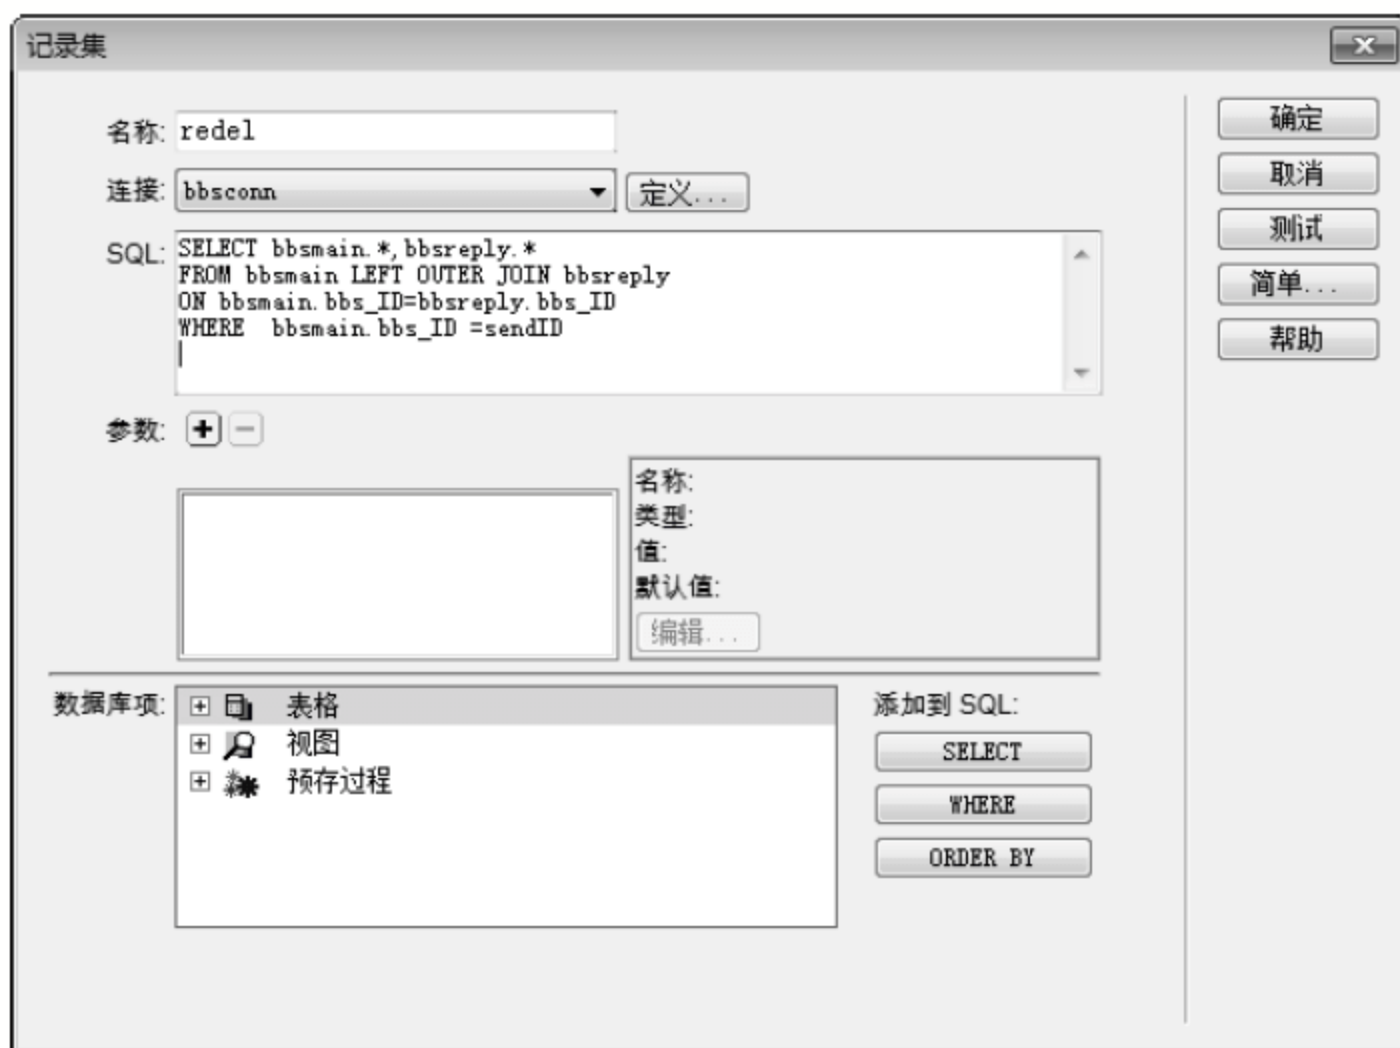 记录集
名称: redel
连接: bbsconn 定义...
SQL: SELECT bbsmain.*,bbsreply.*
FROM bbsmain LEFT OUTER JOIN bbsreply
ON bbsmain.bbs_ID=bbsreply.bbs_ID
WHERE  bbsmain.bbs_ID =sendID
参数:
名称:
类型:
值:
默认值:
编辑...
数据库项:
表格
视图
预存过程
添加到 SQL:
SELECT
WHERE
ORDER BY
确定
取消
测试
简单...
帮助